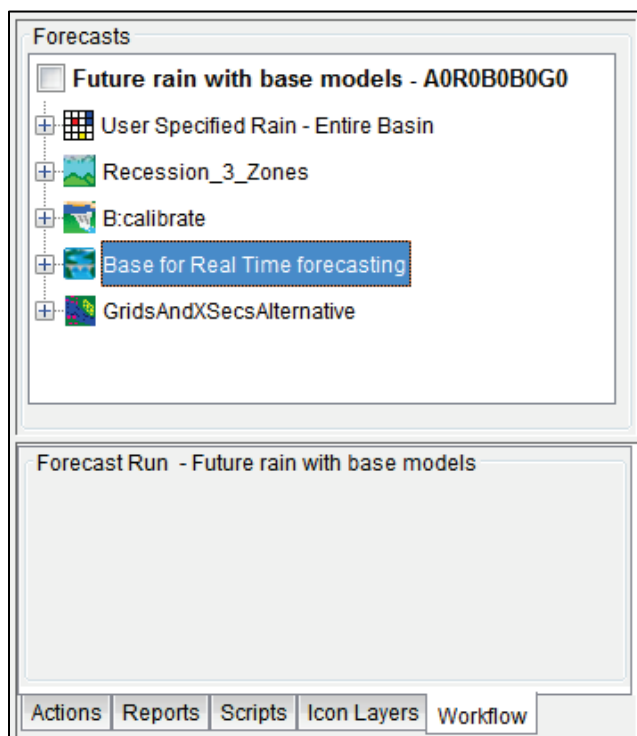 Forecasts
Future rain with base models - A0R0B0B0G0
User Specified Rain - Entire Basin
Recession_3_Zones
B:calibrate
Base for Real Time forecasting
GridsAndXSecsAlternative
Forecast Run - Future rain with base models
Actions Reports Scripts Icon Layers Workflow